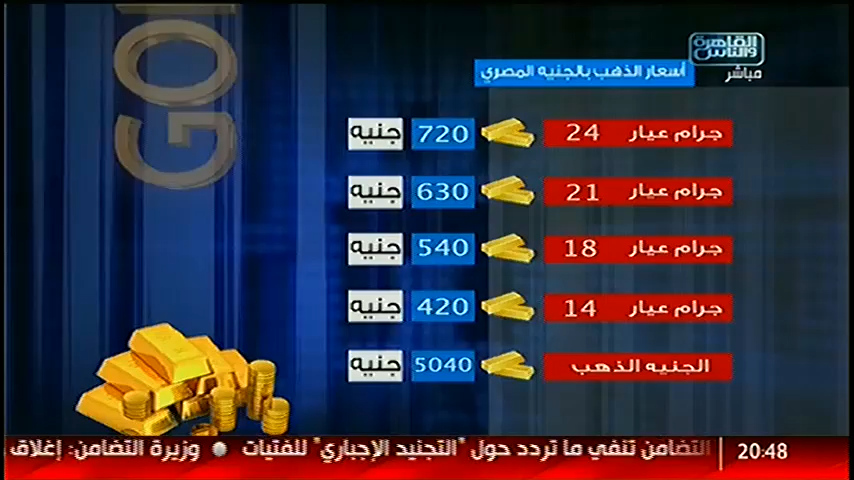 القاهرة والناس
مباشر
أسعار الذهب بالجنيه المصري
GOL
جرام عيار 24 720 جنيه
جرام عيار 21 630 جنيه
جرام عيار 18 540 جنيه
جرام عيار 14 420 جنيه
الجنيه الذهب 5040 جنيه
التضامن تنفي ما تردد حول "التجنيد الإجباري" للفتيات وزيرة التضامن: إغلاق
20:48